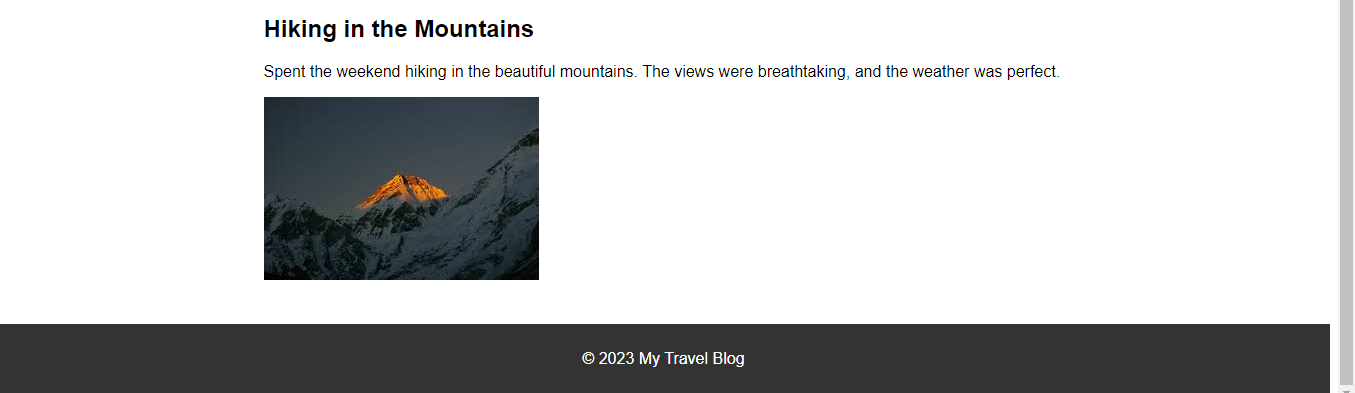 Hiking in the Mountains
Spent the weekend hiking in the beautiful mountains. The views were breathtaking, and the weather was perfect.
© 2023 My Travel Blog